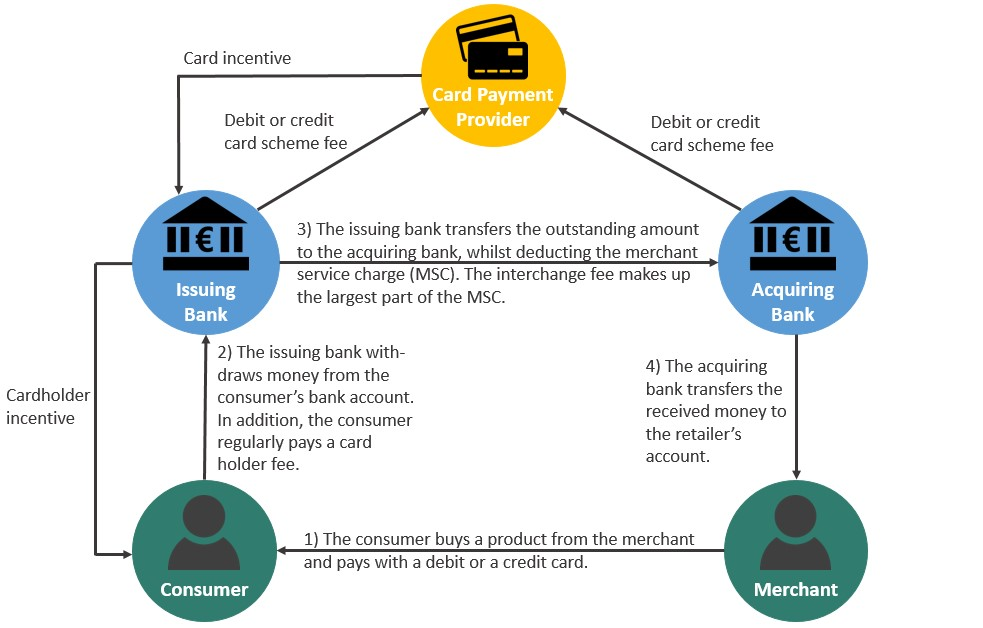 Card incentive
Card Payment
Provider
Debit or credit
card scheme fee
Debit or credit
card scheme fee
€
€
3) The issuing bank transfers the outstanding amount
to the acquiring bank, whilst deducting the merchant
service charge (MSC). The interchange fee makes up
the largest part of the MSC.
Issuing
Bank
Acquiring
Bank
2) The issuing bank with-
draws money from the
consumer’s bank account.
In addition, the consumer
regularly pays a card
holder fee.
4) The acquiring
bank transfers the
received money to
the retailer’s
account.
Cardholder
incentive
1) The consumer buys a product from the merchant
and pays with a debit or a credit card.
Consumer
Merchant